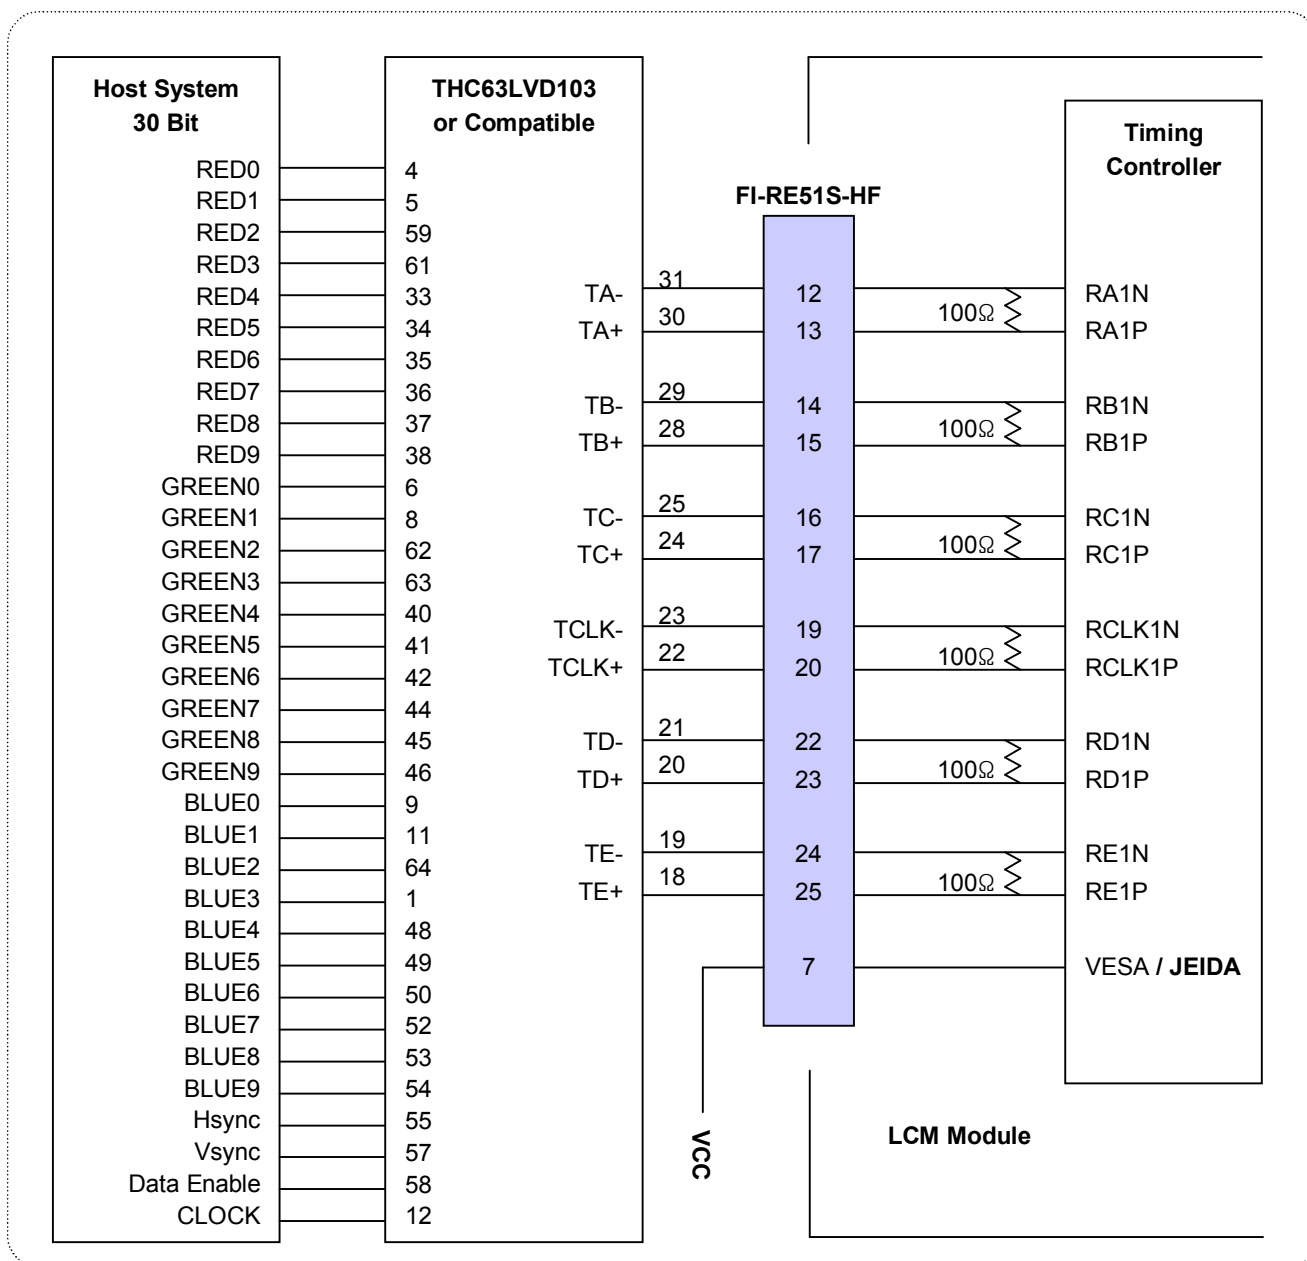 Host System
30 Bit
RED0
RED1
RED2
RED3
RED4
RED5
RED6
RED7
RED8
RED9
GREEN0
GREEN1
GREEN2
GREEN3
GREEN4
GREEN5
GREEN6
GREEN7
GREEN8
GREEN9
BLUE0
BLUE1
BLUE2
BLUE3
BLUE4
BLUE5
BLUE6
BLUE7
BLUE8
BLUE9
Hsync
Vsync
Data Enable
CLOCK
THC63LVD103
or Compatible
4
5
59
61
33
34
35
36
37
38
6
8
62
63
40
41
42
44
45
46
9
11
64
1
48
49
50
52
53
54
55
57
58
12
TA-
TA+
TB-
TB+
TC-
TC+
TCLK-
TCLK+
TD-
TD+
TE-
TE+
31
30
29
28
25
24
23
22
21
20
19
18
FI-RE51S-HF
12
13
14
15
16
17
19
20
22
23
24
25
7
VCC
100Ω
100Ω
100Ω
100Ω
100Ω
100Ω
Timing
Controller
RA1N
RA1P
RB1N
RB1P
RC1N
RC1P
RCLK1N
RCLK1P
RD1N
RD1P
RE1N
RE1P
VESA / JEIDA
LCM Module